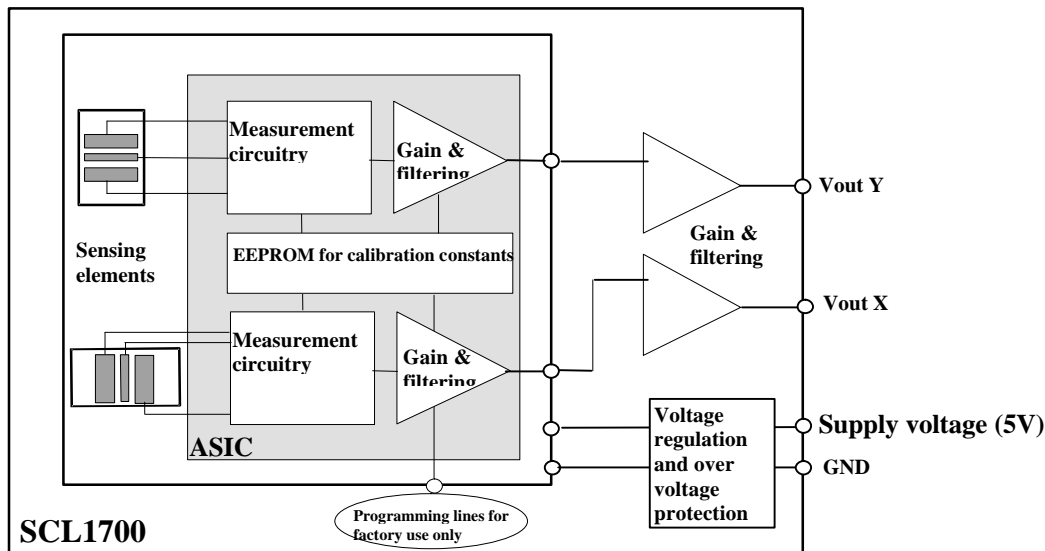 Measurement
circuitry
Gain &
filtering
Vout Y
Sensing
elements
EEPROM for calibration constants
Gain &
filtering
Vout X
Measurement
circuitry
Gain &
filtering
Voltage
regulation
and over
voltage
protection
Supply voltage (5V)
GND
ASIC
Programming lines for
factory use only
SCL1700